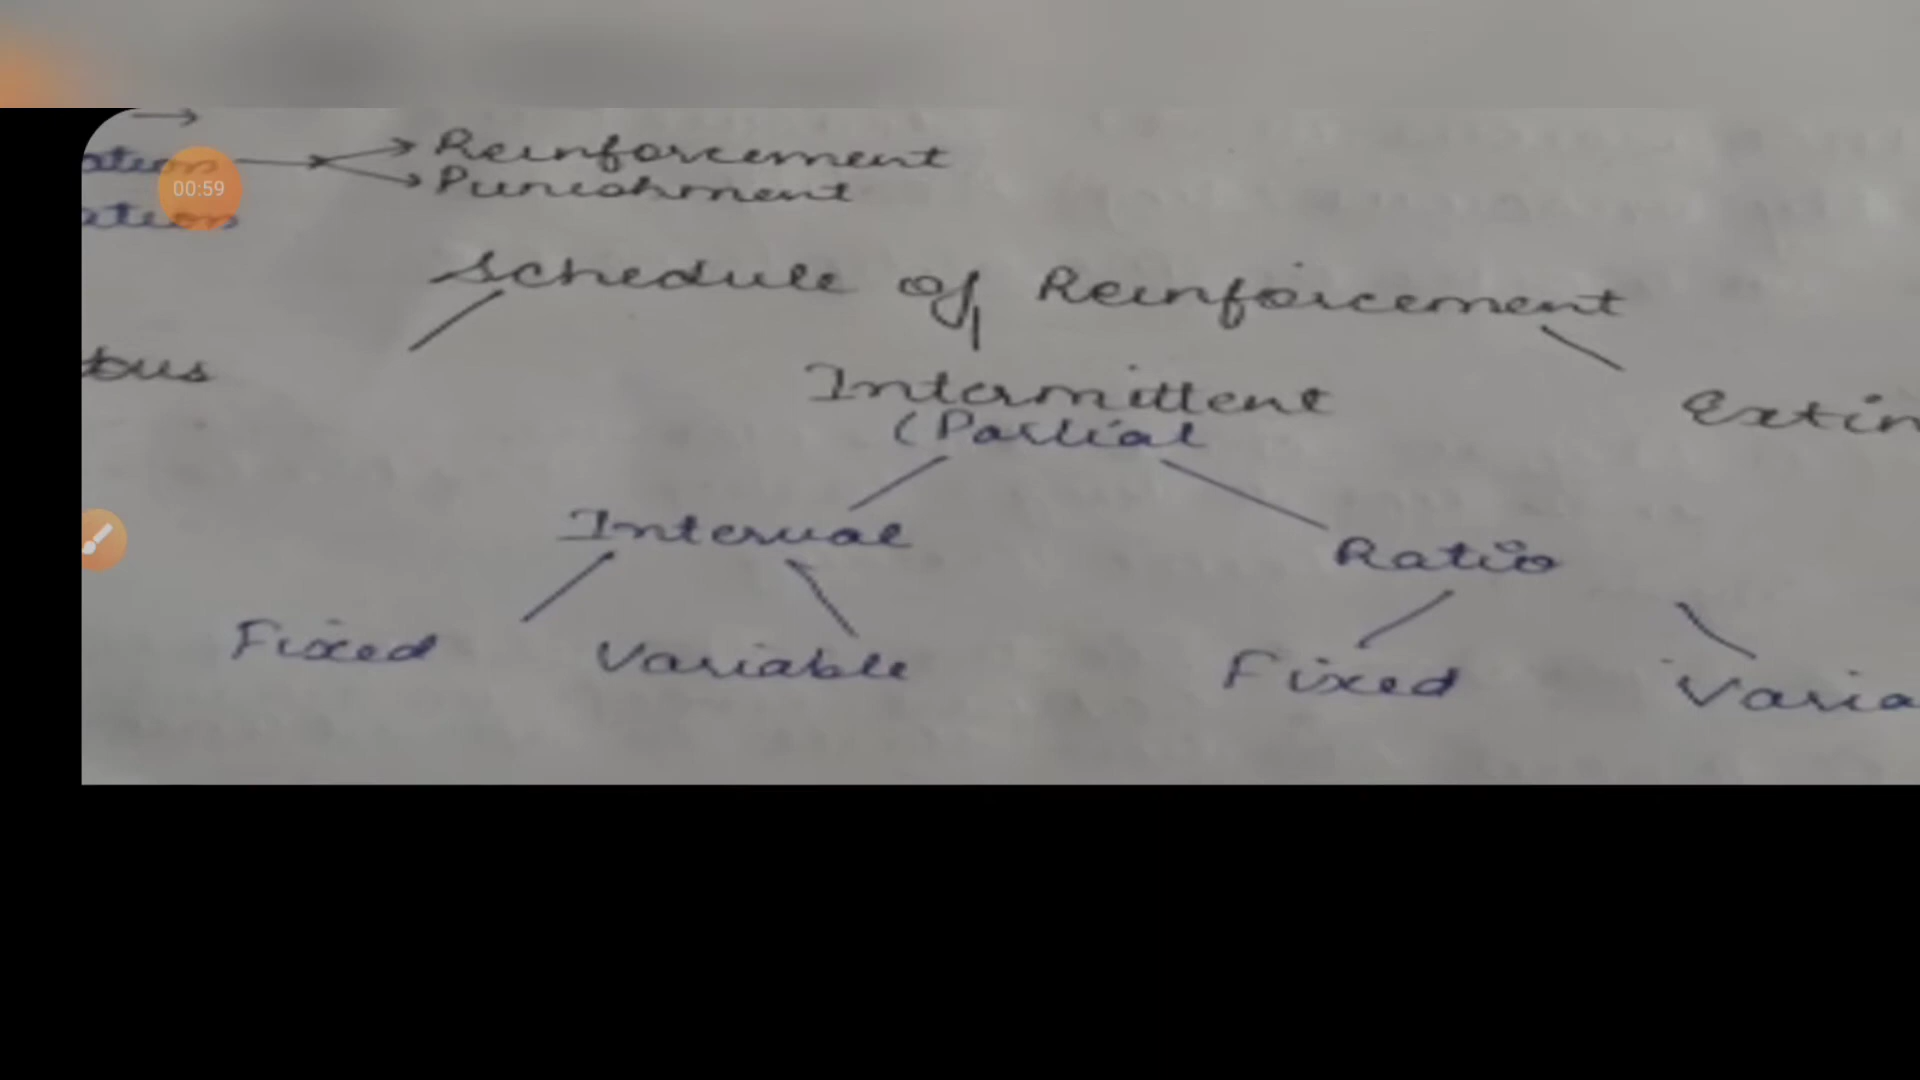 Reinforcement
00:59
Punishment
Schedule of Reinforcement
Intermittent
(Partial
Interval
Ratio
Fixed Variable Fixed